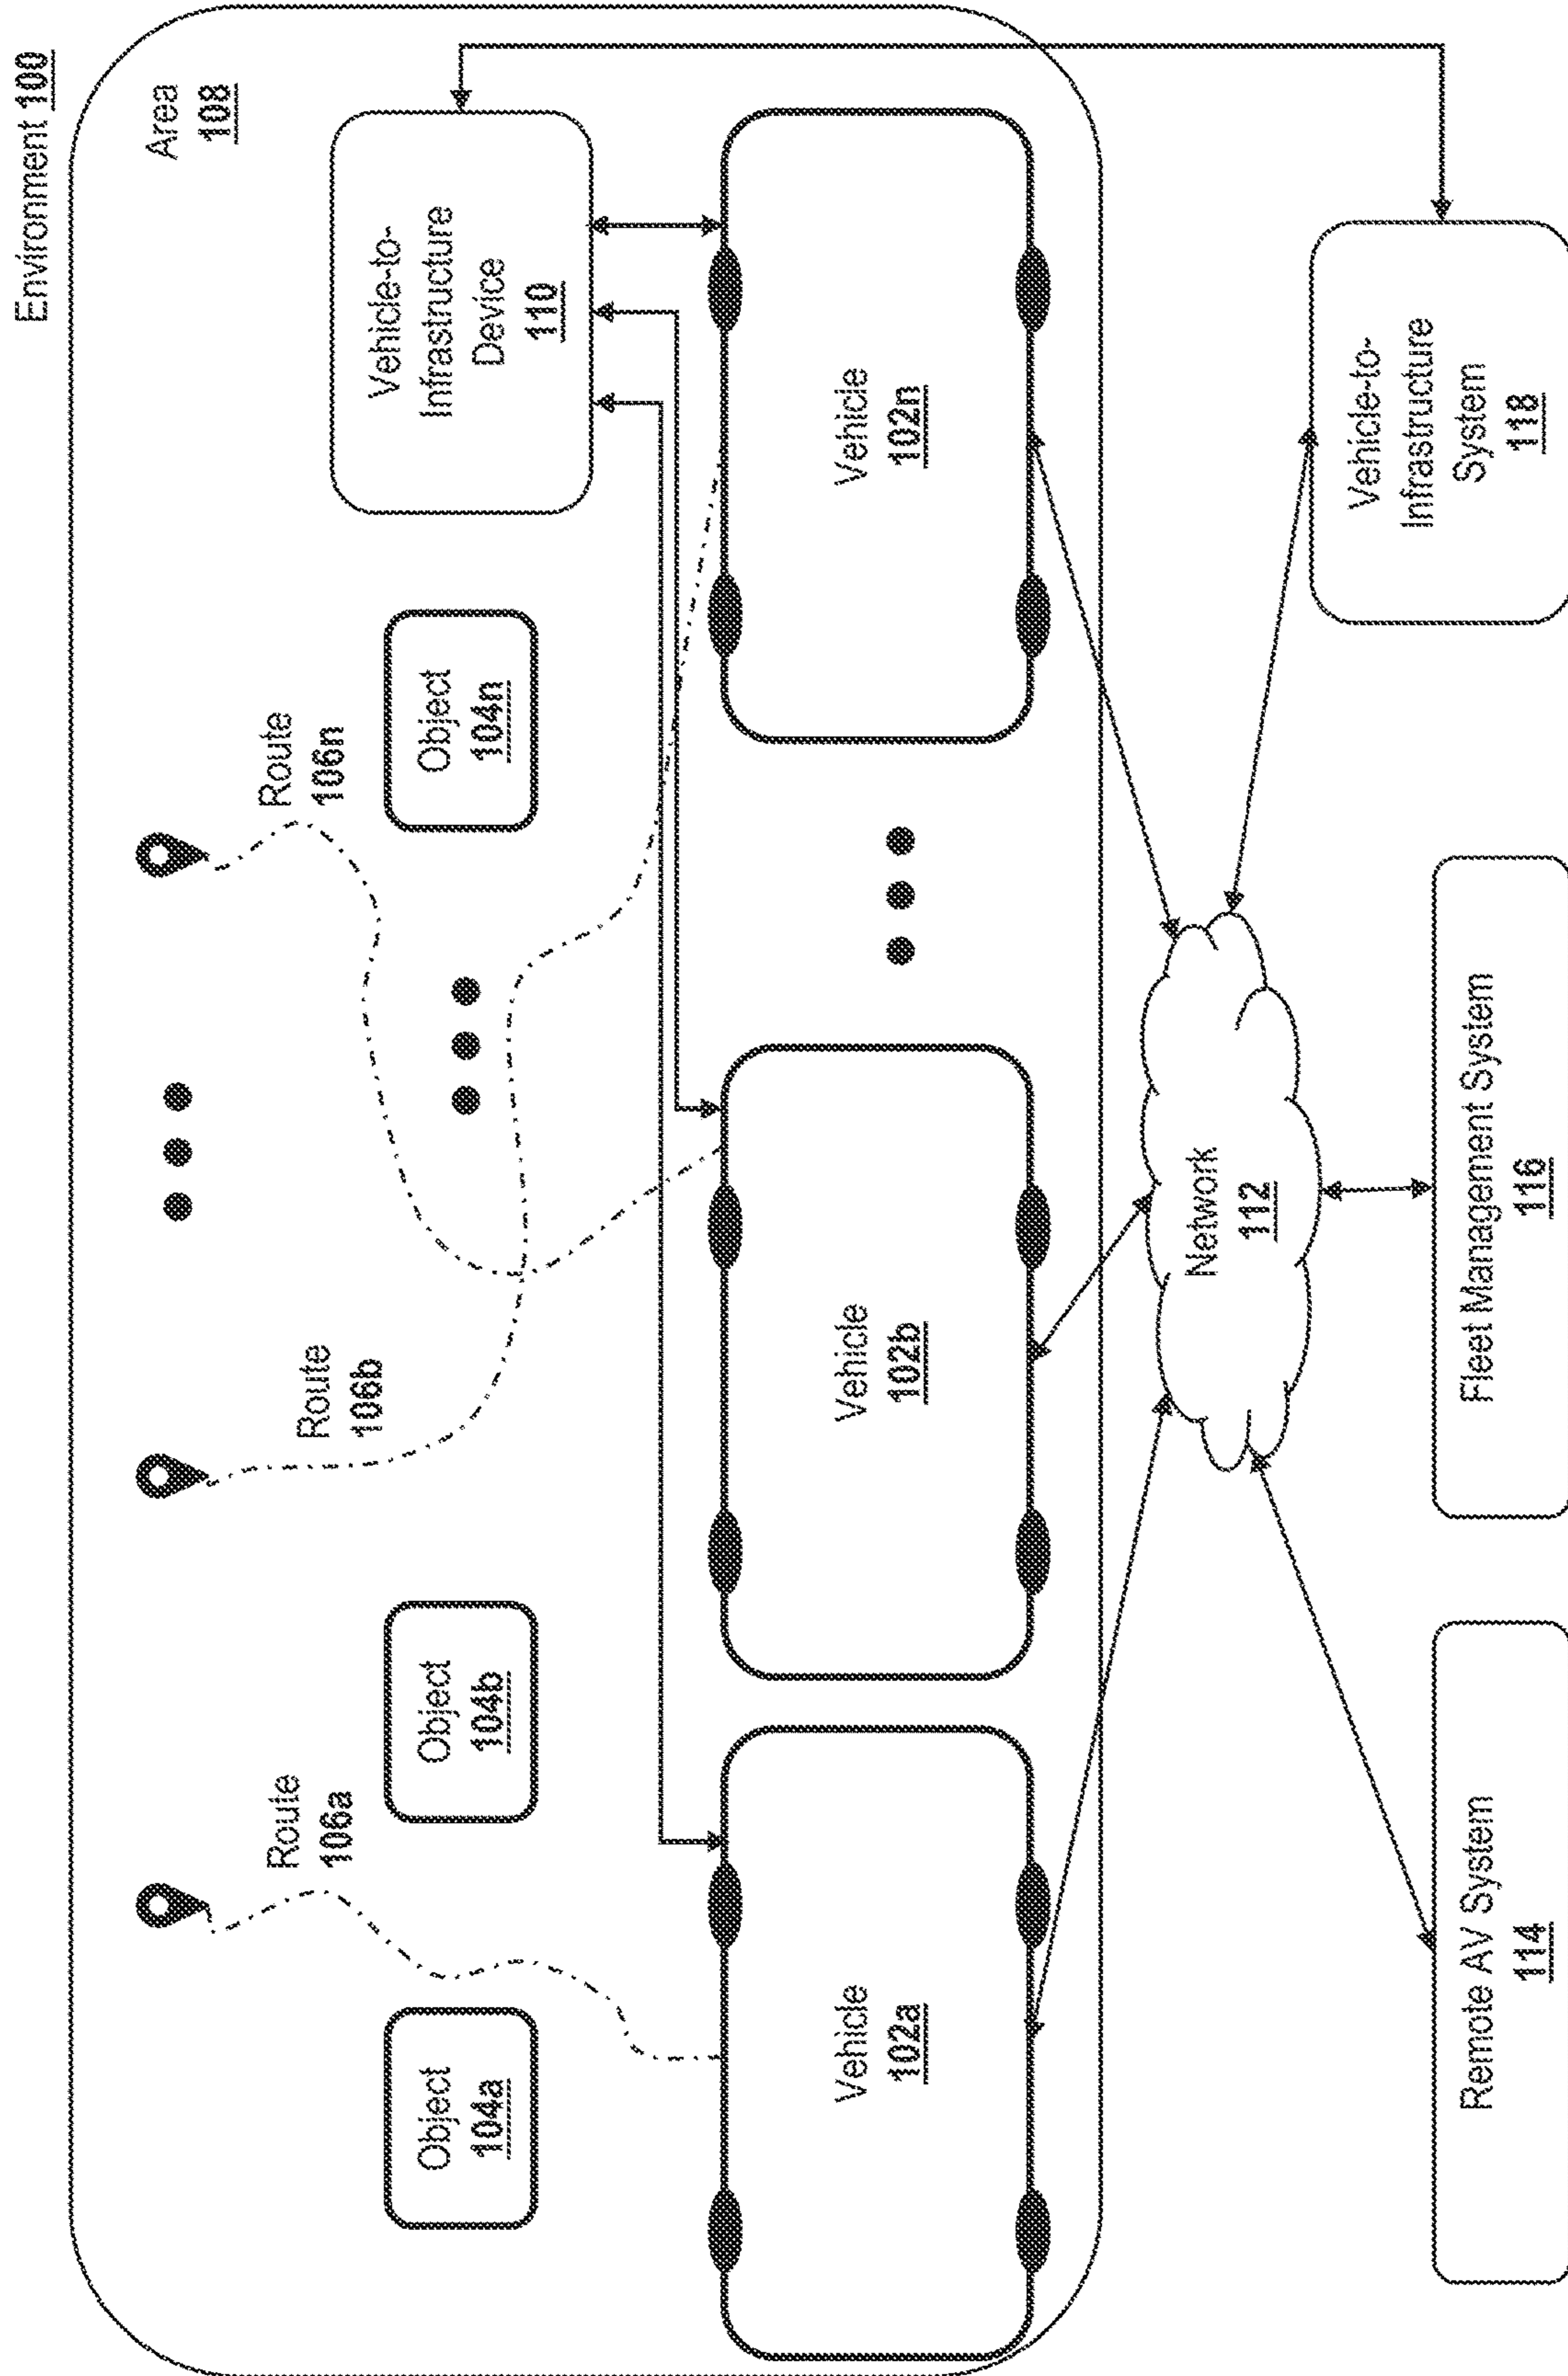 Environment 100
Area
108
Route
106a
Route
106b
Route
106n
Object
104a
Object
104b
Object
104n
Vehicle-to-
Infrastructure
Device
110
Vehicle
102a
Vehicle
102b
Vehicle
102n
Network
112
Vehicle-to-
Infrastructure
System
118
Remote AV System
114
Fleet Management System
116